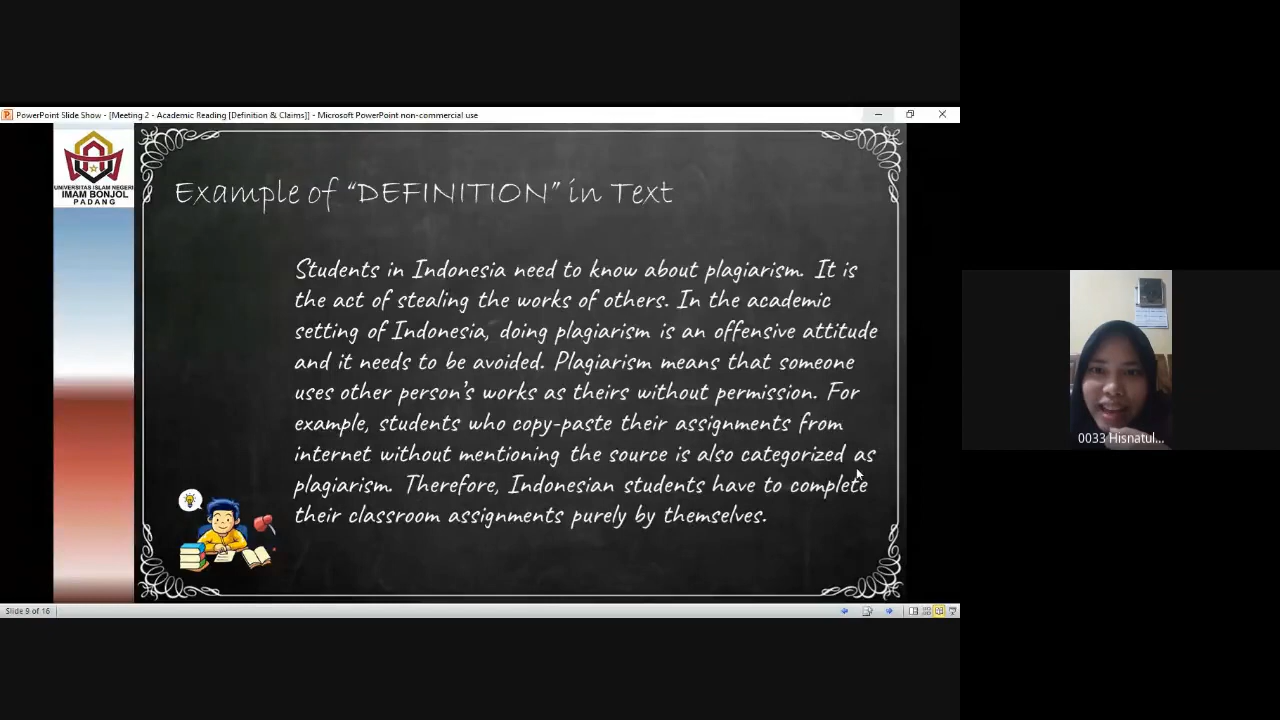 PowerPoint Slide Show - [Meeting 2 - Academic Reading [Definition & Claims]] - Microsoft PowerPoint non-commercial use
UNIVERSITAS ISLAM NEGERI
IMAM BONJOL
PADANG
Example of “DEFINITION” in Text
Students in Indonesia need to know about plagiarism. It is
the act of stealing the works of others. In the academic
setting of Indonesia, doing plagiarism is an offensive attitude
and it needs to be avoided. Plagiarism means that someone
uses other person's works as theirs without permission. For
example, students who copy-paste their assignments from
internet without mentioning the source is also categorized as
plagiarism. Therefore, Indonesian students have to complete
their classroom assignments purely by themselves.
Slide 9 of 16
0033 Hisnatul...